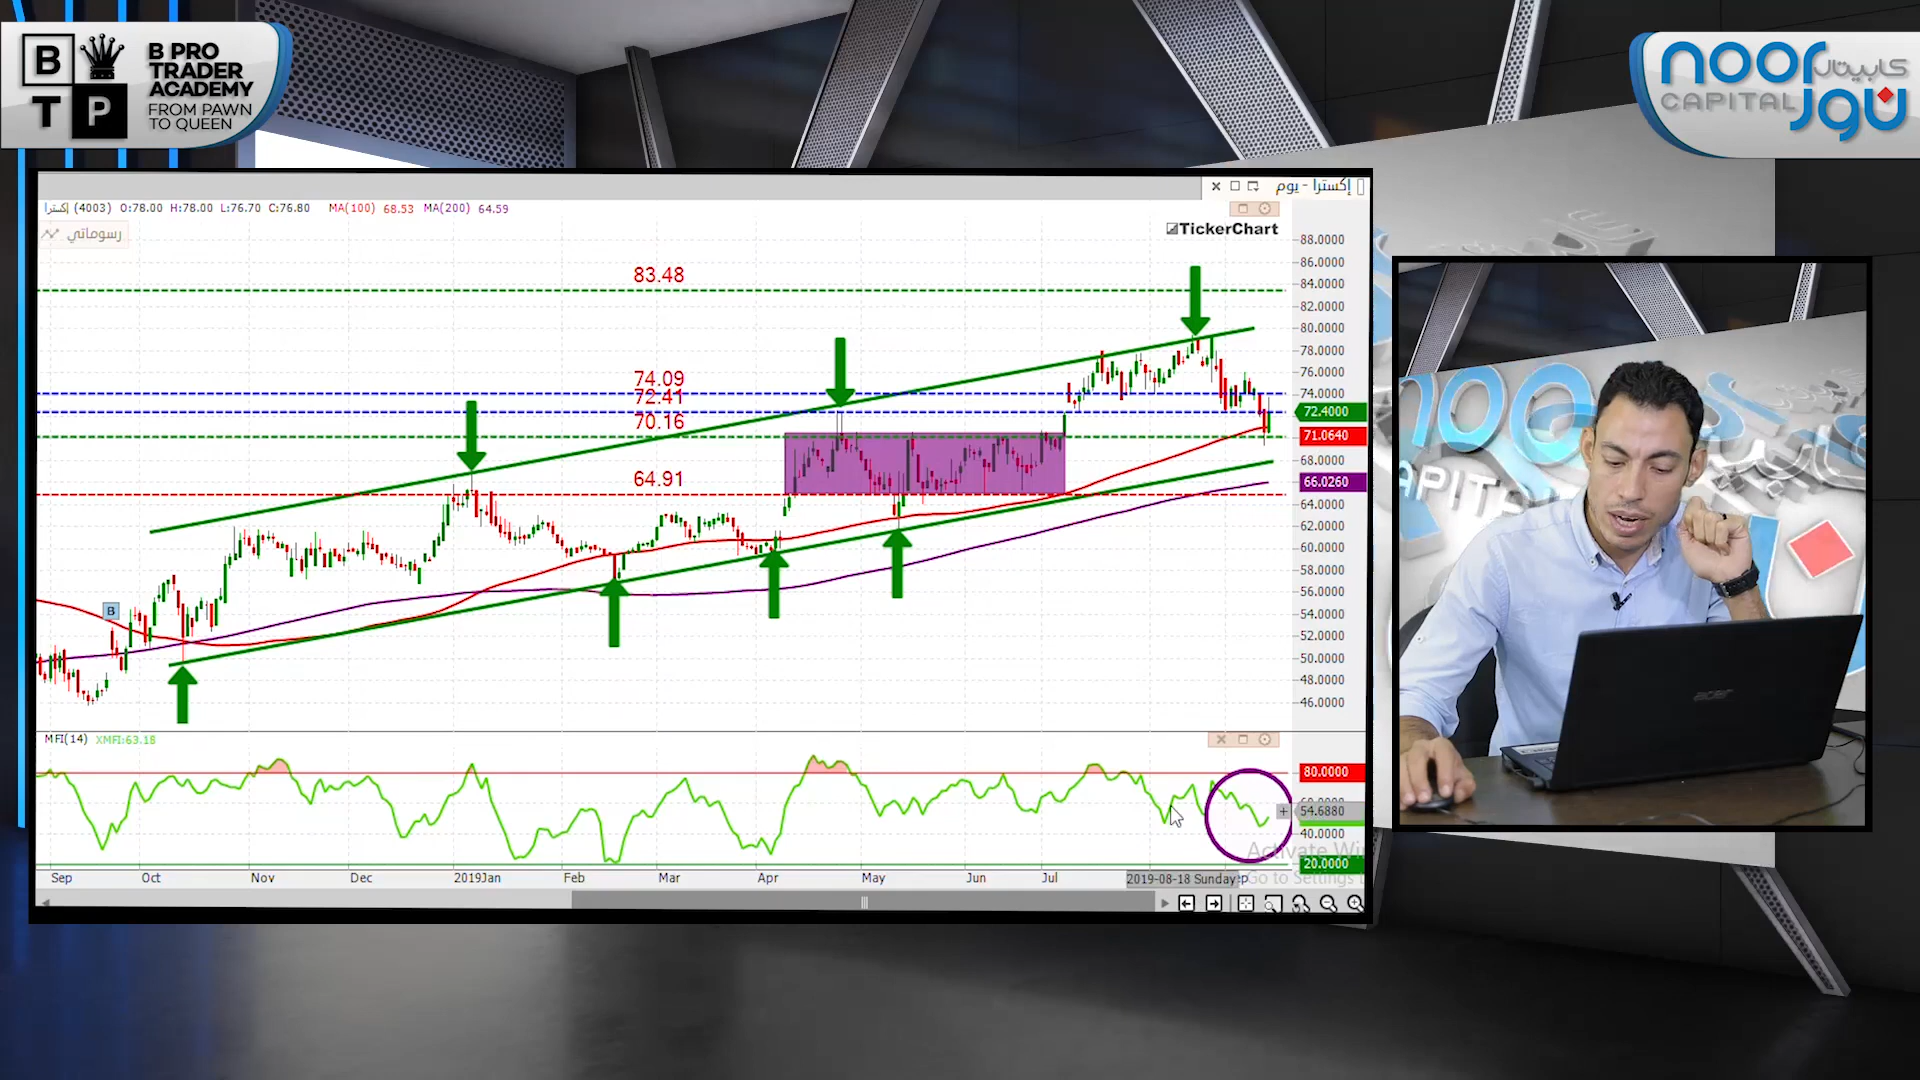 B
T P
B PRO
TRADER
ACADEMY
FROM PAWN
TO QUEEN
noor كابيتال
CAPITAL نور
إكسترا - يوم
إكسترا (4003) O:78.00 H:78.00 L:76.70 C:76.80 MA(100) 68.53 MA(200) 64.59
رسوماتي
TickerChart
88.0000
86.0000
84.0000
82.0000
80.0000
78.0000
76.0000
74.0000
72.4000
71.0640
68.0000
66.0260
64.0000
62.0000
60.0000
58.0000
56.0000
54.0000
52.0000
50.0000
48.0000
46.0000
83.48
74.09
72.41
70.16
64.91
B
MFI(14) XMFI:63.18
80.0000
54.6880
40.0000
20.0000
Activate Wi
Go to Settings
Sep Oct Nov Dec 2019Jan Feb Mar Apr May Jun Jul 2019-08-18 Sunday
acer